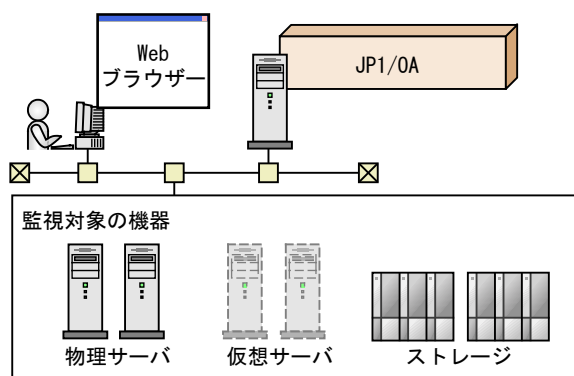 Web
ブラウザー
JP1/OA
監視対象の機器
物理サーバ
仮想サーバ
ストレージ